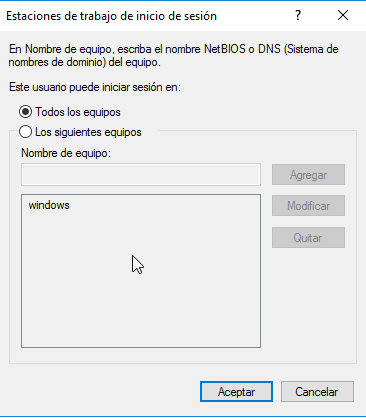 Estaciones de trabajo de inicio de sesión
?
En Nombre de equipo, escriba el nombre NetBIOS o DNS (Sistema de
nombres de dominio) del equipo.
Este usuario puede iniciar sesión en:
Todos los equipos
Los siguientes equipos
Nombre de equipo:
Agregar
windows
Modificar
Quitar
Aceptar
Cancelar